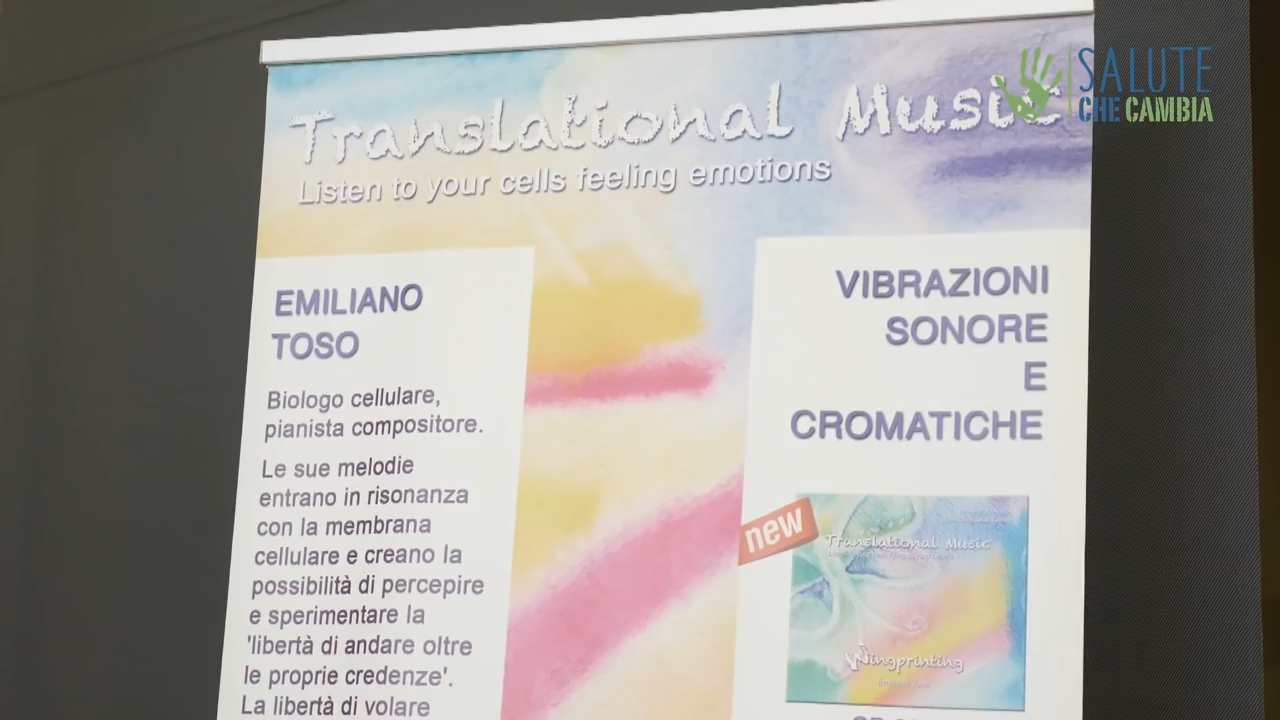 SALUTE
CHE CAMBIA
Translational Music
Listen to your cells feeling emotions
EMILIANO
TOSO
Biologo cellulare,
pianista compositore.
Le sue melodie
entrano in risonanza
con la membrana
cellulare e creano la
possibilità di percepire
e sperimentare la
'libertà di andare oltre
le proprie credenze'.
La libertà di volare
VIBRAZIONI
SONORE
E
CROMATICHE
new
Translational Music
Wingprinting
Emiliano Toso